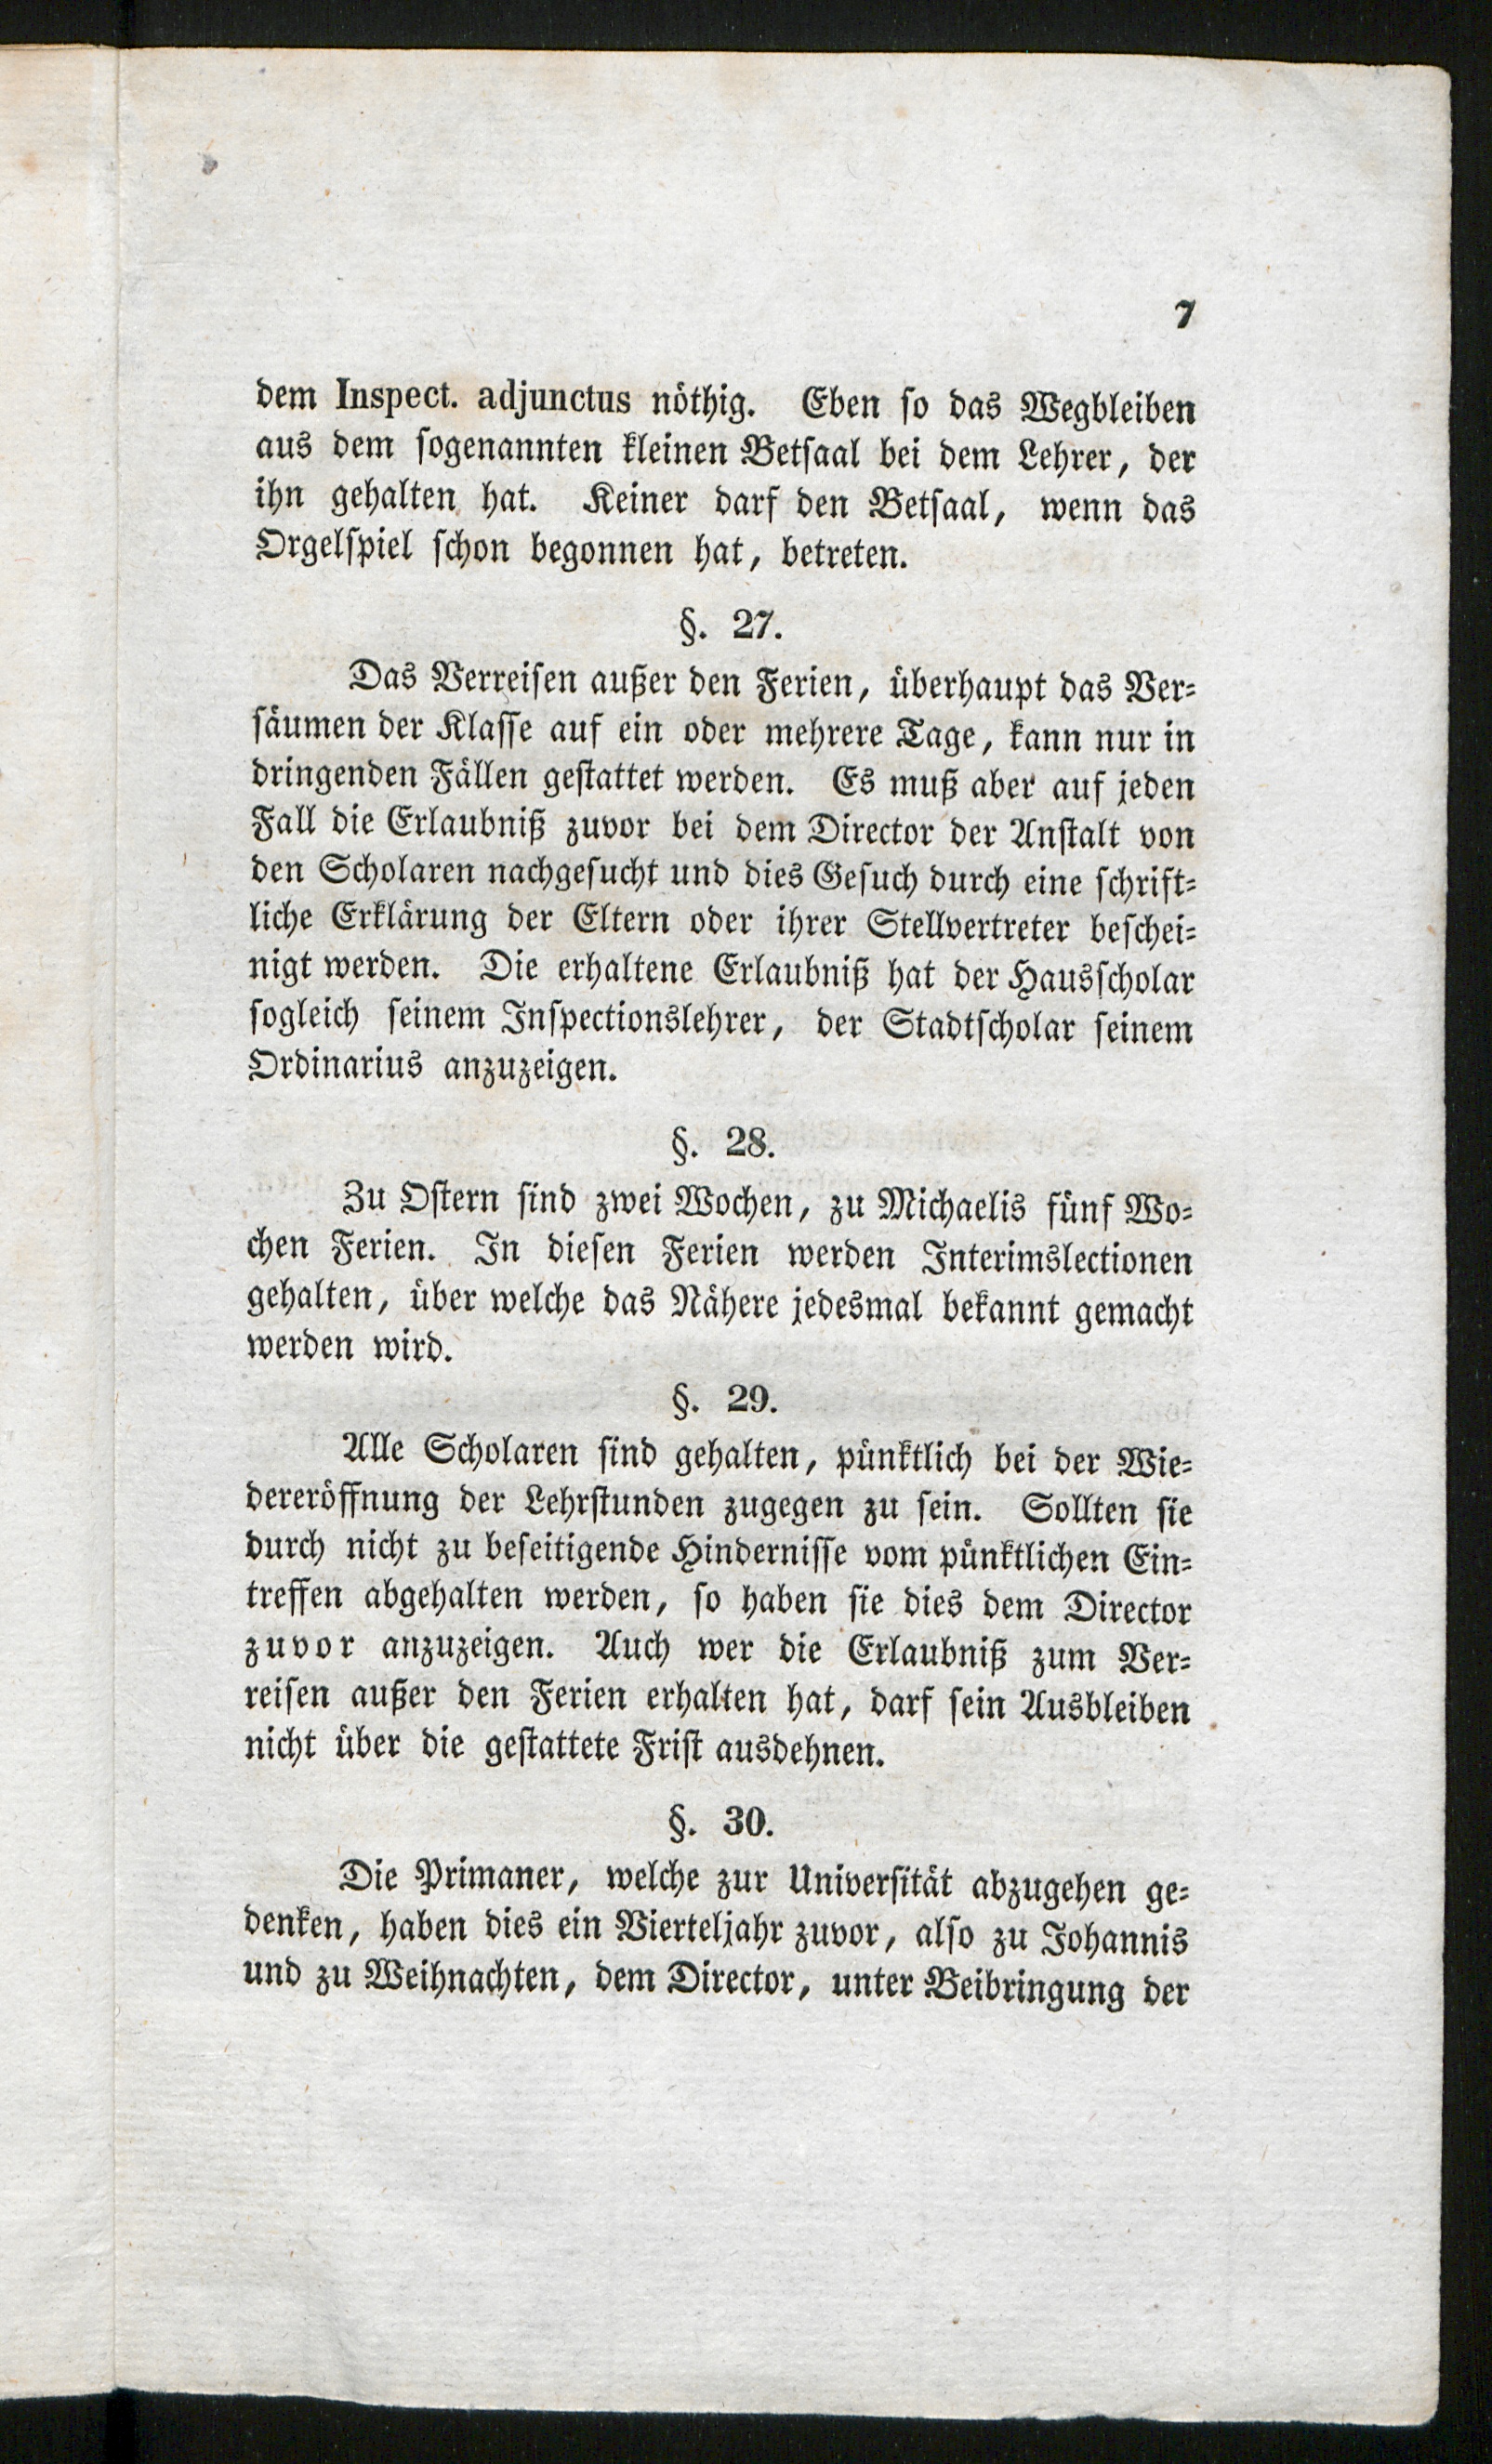 7
dem Inspect. adjunctus nöthig. Eben so das Wegbleiben
aus dem sogenannten kleinen Betsaal bei dem Lehrer, der
ihn gehalten hat. Keiner darf den Betsaal, wenn das
Orgelspiel schon begonnen hat, betreten.
§. 27.
Das Verreisen außer den Ferien, überhaupt das Ver-
säumen der Klasse auf ein oder mehrere Tage, kann nur in
dringenden Fällen gestattet werden. Es muß aber auf jeden
Fall die Erlaubniß zuvor bei dem Director der Anstalt von
den Scholaren nachgesucht und dies Gesuch durch eine schrift-
liche Erklärung der Eltern oder ihrer Stellvertreter beschei-
nigt werden. Die erhaltene Erlaubniß hat der Hausscholar
sogleich seinem Inspectionslehrer, der Stadtscholar seinem
Ordinarius anzuzeigen.
§. 28.
Zu Ostern sind zwei Wochen, zu Michaelis fünf Wo-
chen Ferien. In diesen Ferien werden Interimslectionen
gehalten, über welche das Nähere jedesmal bekannt gemacht
werden wird.
§. 29.
Alle Scholaren sind gehalten, pünktlich bei der Wie-
dereröffnung der Lehrstunden zugegen zu sein. Sollten sie
durch nicht zu beseitigende Hindernisse vom pünktlichen Ein-
treffen abgehalten werden, so haben sie dies dem Director
zuvor anzuzeigen. Auch wer die Erlaubniß zum Ver-
reisen außer den Ferien erhalten hat, darf sein Ausbleiben
nicht über die gestattete Frist ausdehnen.
§. 30.
Die Primaner, welche zur Universität abzugehen ge-
denken, haben dies ein Vierteljahr zuvor, also zu Johannis
und zu Weihnachten, dem Director, unter Beibringung der